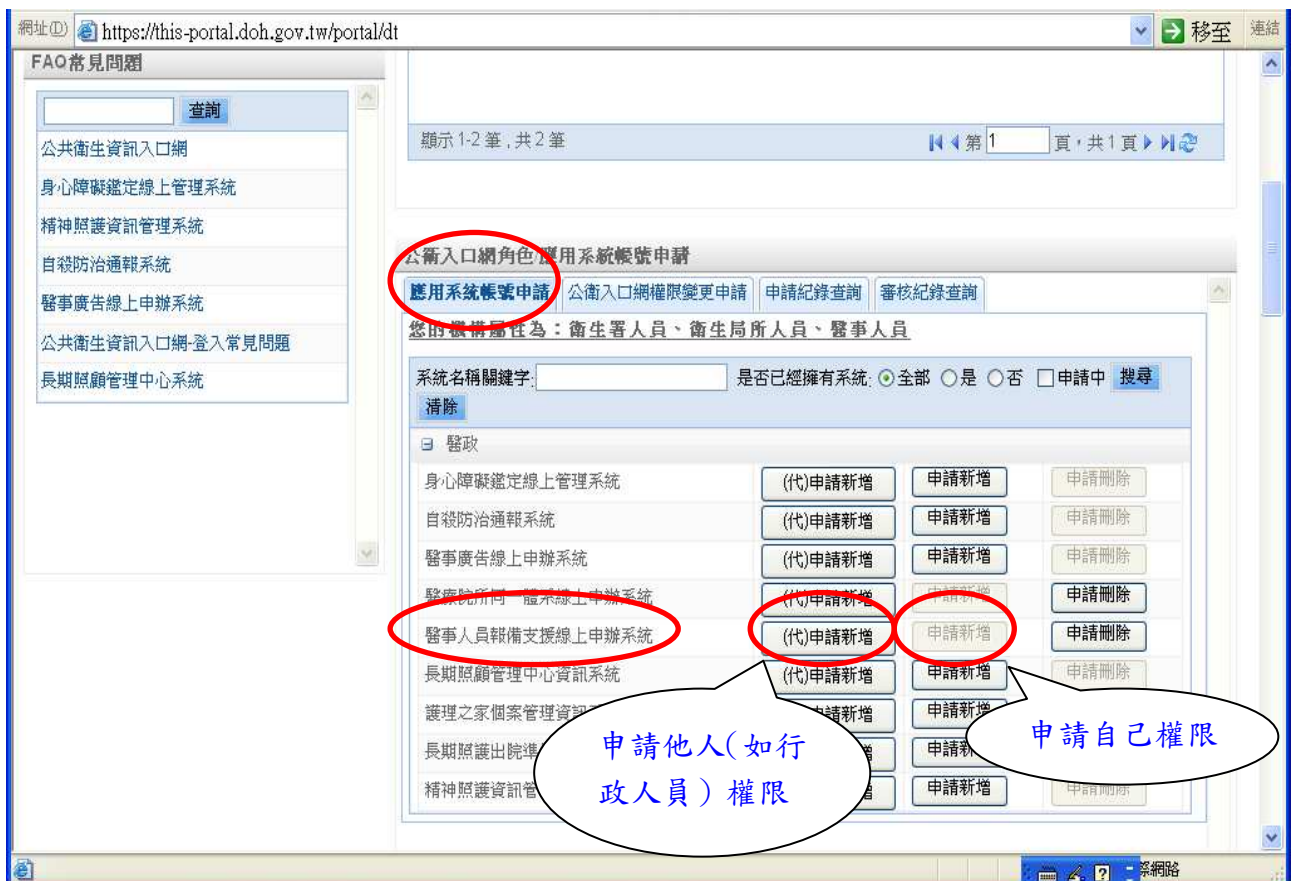 網址(D) https://this-portal.doh.gov.tw/portal/dt 移至 連結
FAQ常見問題
查詢
公共衛生資訊入口網
身心障礙鑑定線上管理系統
精神照護資訊管理系統
自殺防治通報系統
醫事廣告線上申辦系統
公共衛生資訊入口網-登入常見問題
長期照顧管理中心系統
顯示 1-2 筆 , 共 2 筆 第 1 頁，共 1 頁
公衛入口網角色/應用系統帳號申請
應用系統帳號申請 公衛入口網權限變更申請 申請紀錄查詢 審核紀錄查詢
您的機構屬性為：衛生署人員、衛生局所人員、醫事人員
系統名稱關鍵字: 是否已經擁有系統: 全部 是 否 申請中 搜尋
清除
醫政
身心障礙鑑定線上管理系統 (代)申請新增 申請新增 申請刪除
自殺防治通報系統 (代)申請新增 申請新增 申請刪除
醫事廣告線上申辦系統 (代)申請新增 申請新增 申請刪除
醫療院所同一體系線上申辦系統 (代)申請新增 申請新增 申請刪除
醫事人員報備支援線上申辦系統 (代)申請新增 申請新增 申請刪除
長期照顧管理中心資訊系統 (代)申請新增 申請新增 申請刪除
護理之家個案管理資訊 申請新增 申請新增
長期照護出院準 申請
精神照護資訊管 申請新增 申請刪除
申請他人(如行
政人員）權限
申請自己權限
際網路